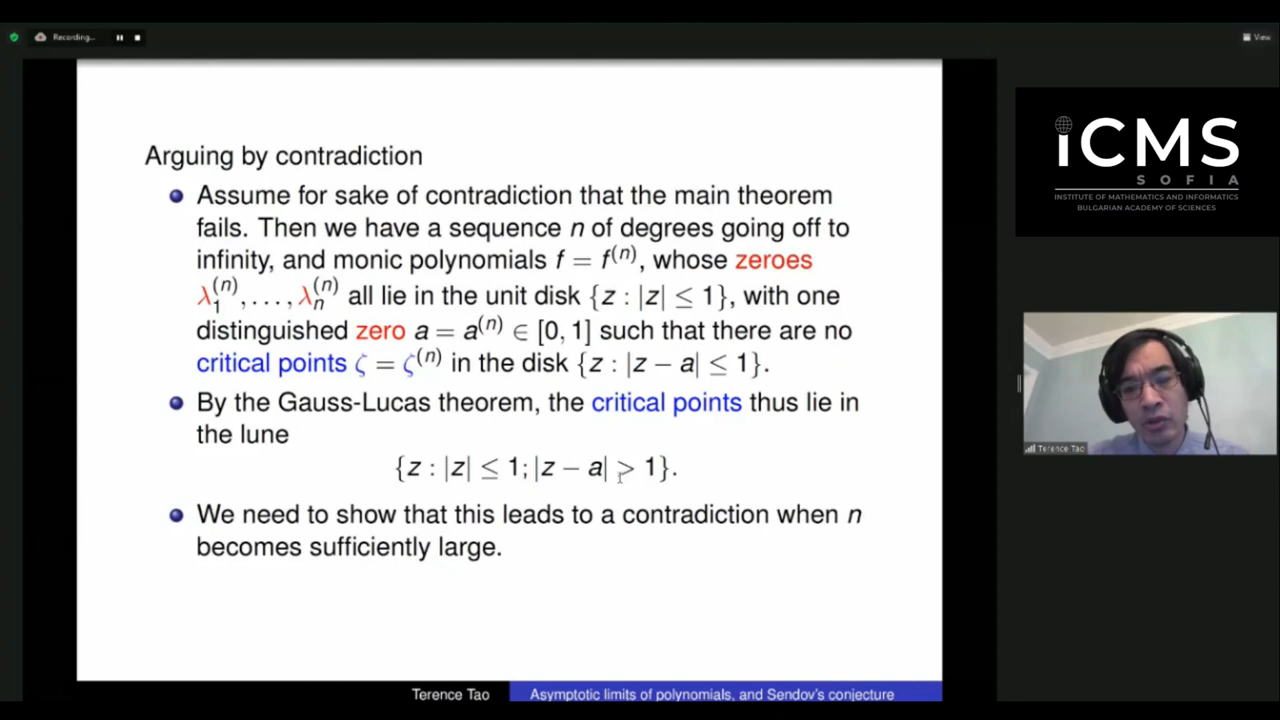 Recording...
View
Arguing by contradiction
Assume for sake of contradiction that the main theorem
fails. Then we have a sequence n of degrees going off to
infinity, and monic polynomials f = f^(n), whose zeroes
λ₁^(n), . . . , λₙ^(n) all lie in the unit disk {z : |z| ≤ 1}, with one
distinguished zero a = a^(n) ∈ [0, 1] such that there are no
critical points ζ = ζ^(n) in the disk {z : |z − a| ≤ 1}.
By the Gauss-Lucas theorem, the critical points thus lie in
the lune
{z : |z| ≤ 1; |z − a| > 1}.
We need to show that this leads to a contradiction when n
becomes sufficiently large.
Terence Tao
Asymptotic limits of polynomials, and Sendov's conjecture
iCMS
SOFIA
INSTITUTE OF MATHEMATICS AND INFORMATICS
BULGARIAN ACADEMY OF SCIENCES
Terence Tao